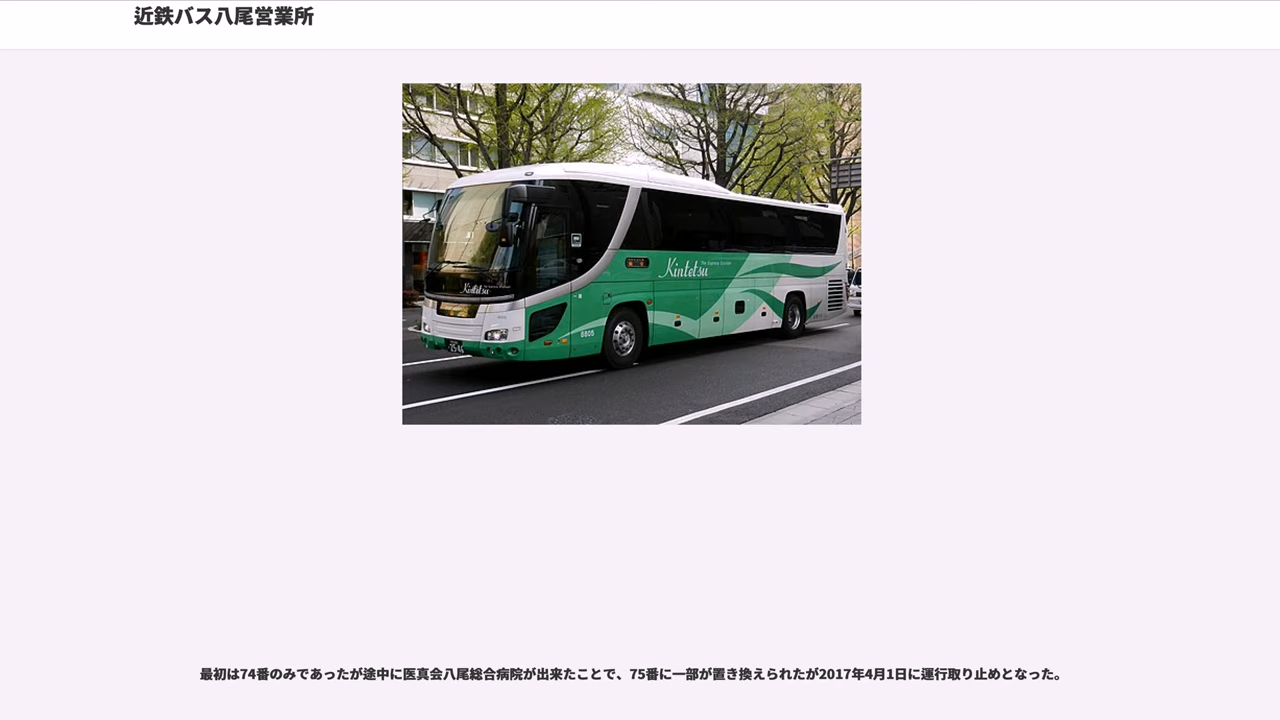 近鉄バス八尾営業所
Kintetsu
Kintetsu
8805
2546
最初は74番のみであったが途中に医真会八尾総合病院が出来たことで、75番に一部が置き換えられたが2017年4月1日に運行取り止めとなった。